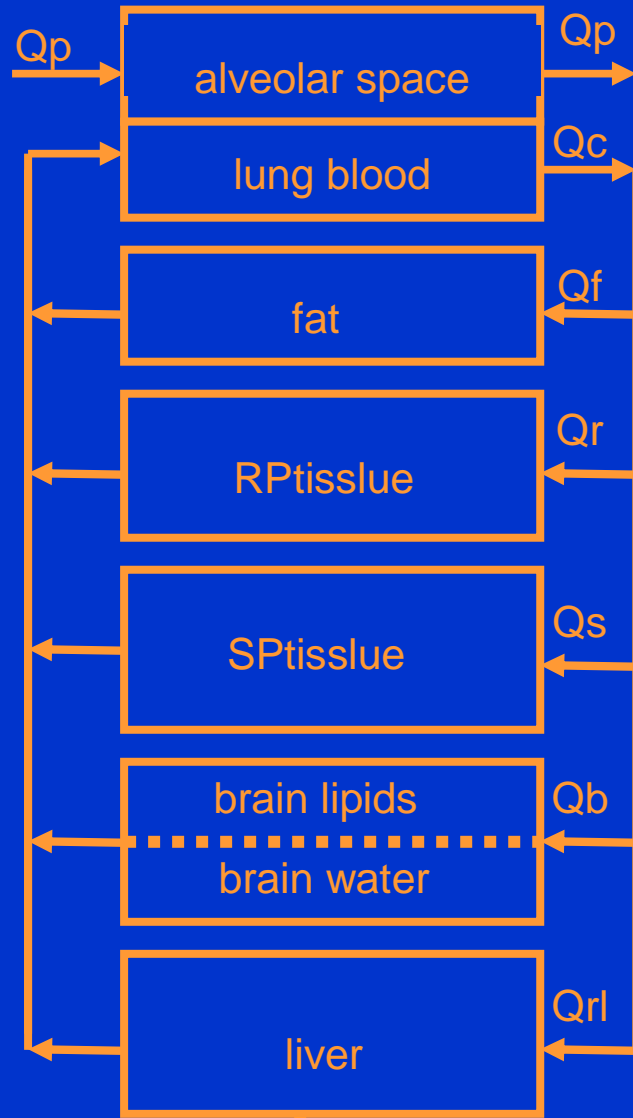 Qp
Qp
alveolar space
Qc
lung blood
Qf
fat
Qr
RPtisslue
Qs
SPtisslue
brain lipids
Qb
brain water
Qrl
liver